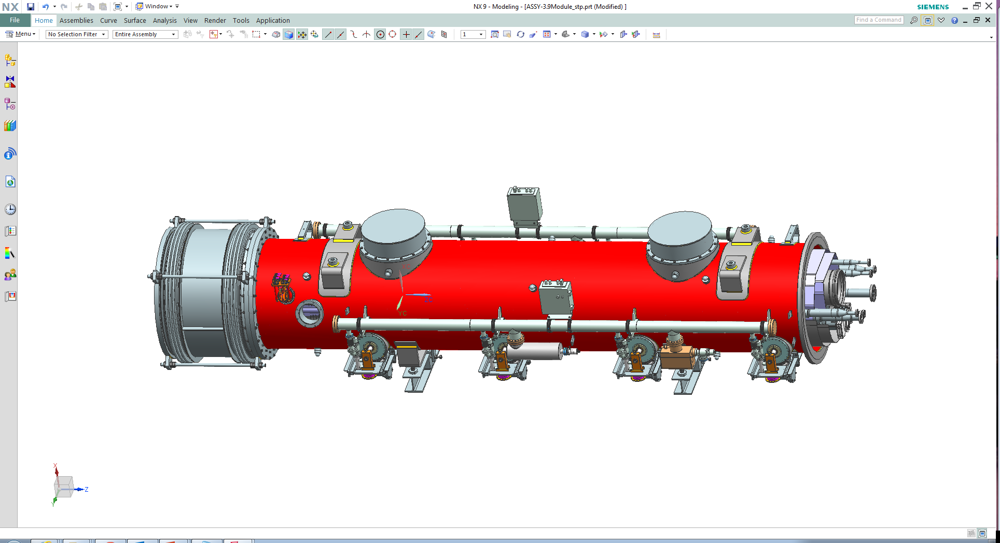 NX Window NX 9 - Modeling - [ASSY-3.9Module_stp.prt (Modified) ] SIEMENS
File Home Assemblies Curve Surface Analysis View Render Tools Application Find a Command
Menu No Selection Filter Entire Assembly 1
XC
ZC
YC
X
Z
Y